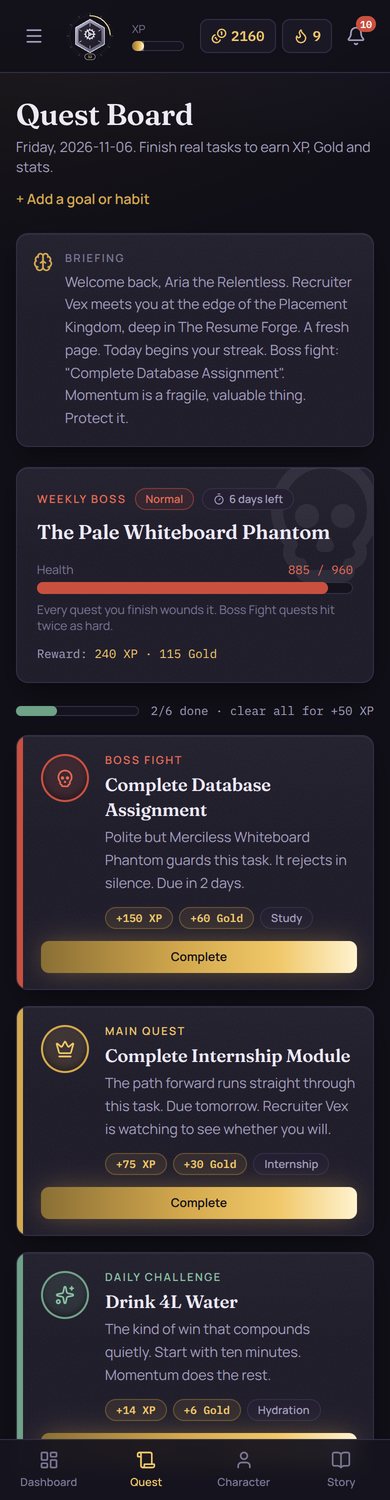 XP
2160
9
10
Quest Board
Friday, 2026-11-06. Finish real tasks to earn XP, Gold and
stats.
+ Add a goal or habit
BRIEFING
Welcome back, Aria the Relentless. Recruiter
Vex meets you at the edge of the Placement
Kingdom, deep in The Resume Forge. A fresh
page. Today begins your streak. Boss fight:
"Complete Database Assignment".
Momentum is a fragile, valuable thing.
Protect it.
WEEKLY BOSS Normal 6 days left
The Pale Whiteboard Phantom
Health 885 / 960
Every quest you finish wounds it. Boss Fight quests hit
twice as hard.
Reward: 240 XP · 115 Gold
2/6 done · clear all for +50 XP
BOSS FIGHT
Complete Database
Assignment
Polite but Merciless Whiteboard
Phantom guards this task. It rejects in
silence. Due in 2 days.
+150 XP +60 Gold Study
Complete
MAIN QUEST
Complete Internship Module
The path forward runs straight through
this task. Due tomorrow. Recruiter Vex
is watching to see whether you will.
+75 XP +30 Gold Internship
Complete
DAILY CHALLENGE
Drink 4L Water
The kind of win that compounds
quietly. Start with ten minutes.
Momentum does the rest.
+14 XP +6 Gold Hydration
Dashboard Quest Character Story